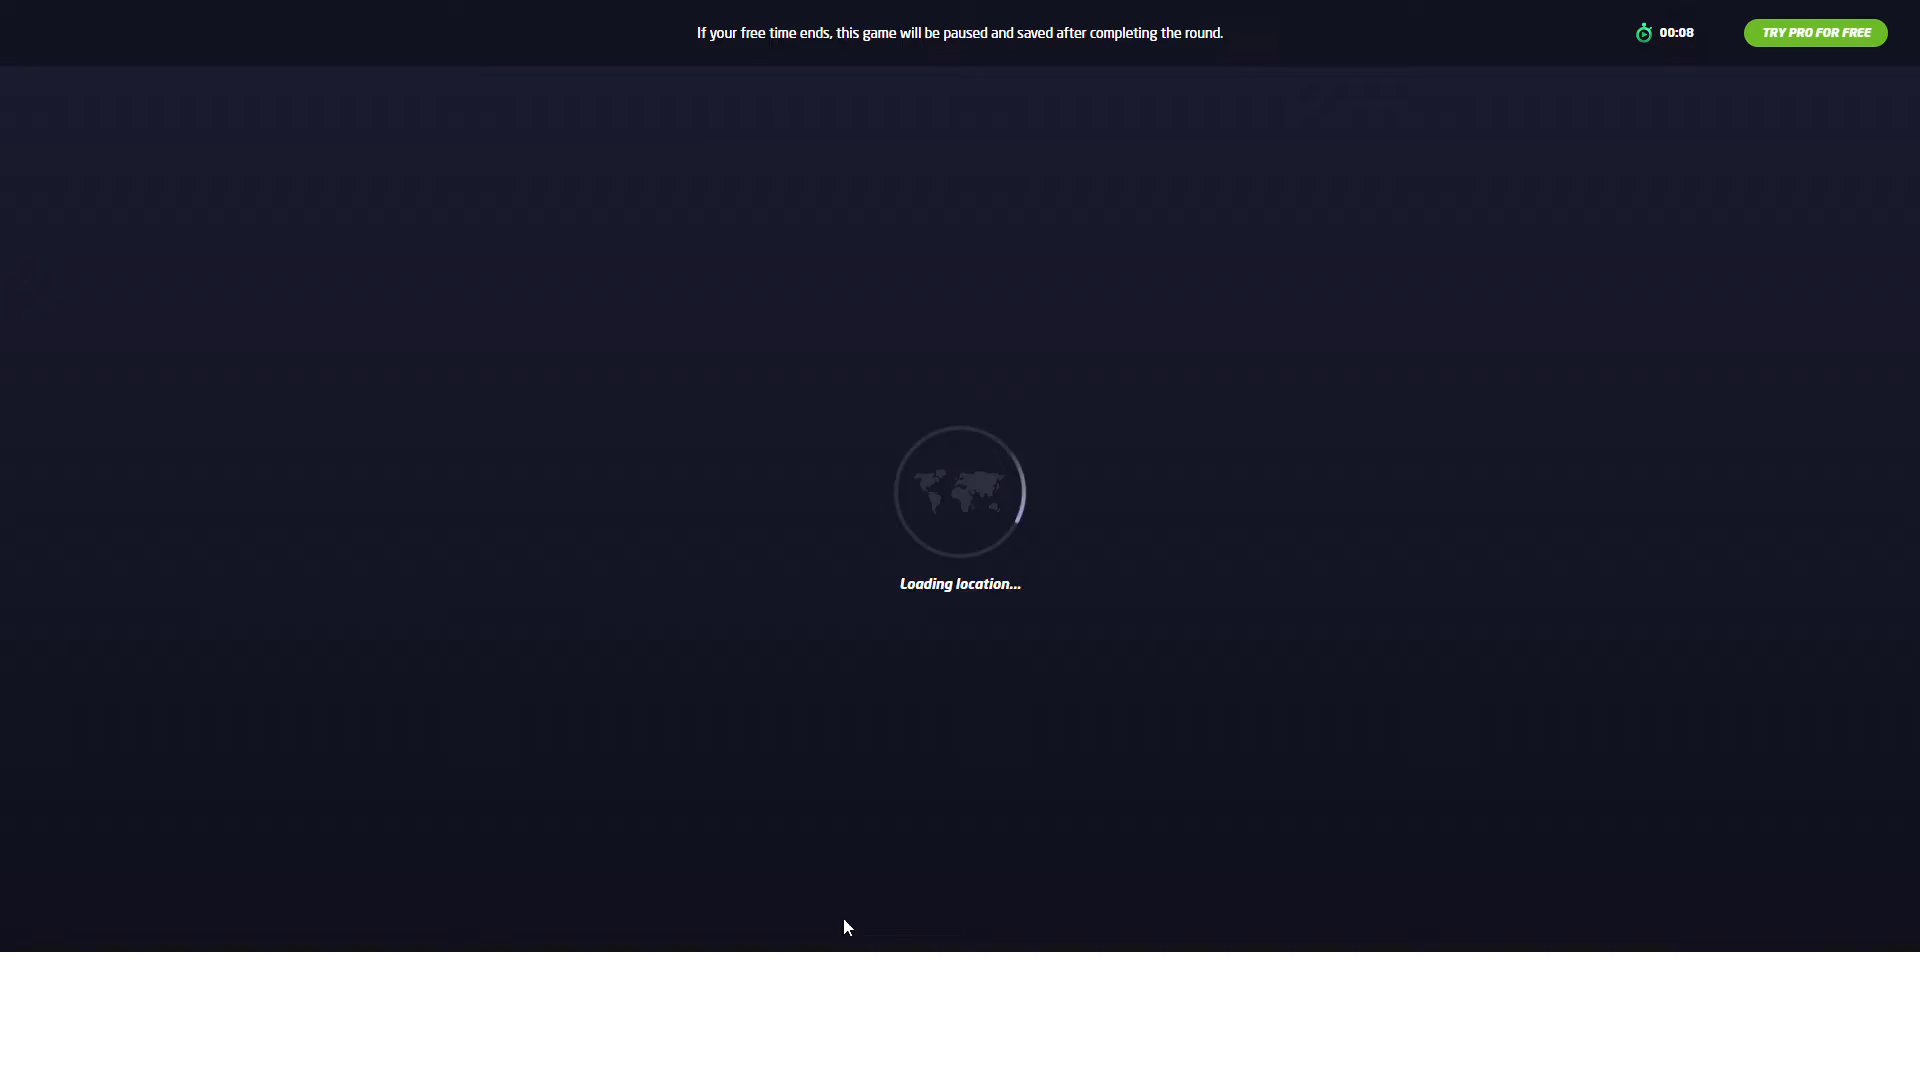 If your free time ends, this game will be paused and saved after completing the round.
00:08
TRY PRO FOR FREE
Loading location...